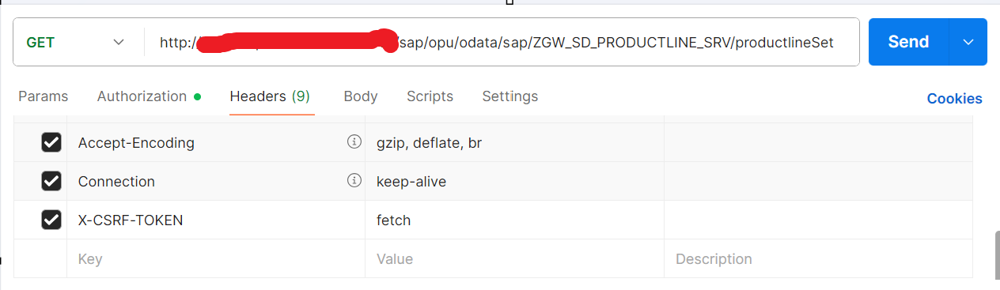 GET http:/ /sap/opu/odata/sap/ZGW_SD_PRODUCTLINE_SRV/productlineSet Send
Params Authorization Headers (9) Body Scripts Settings Cookies
Accept-Encoding gzip, deflate, br
Connection keep-alive
X-CSRF-TOKEN fetch
Key Value Description